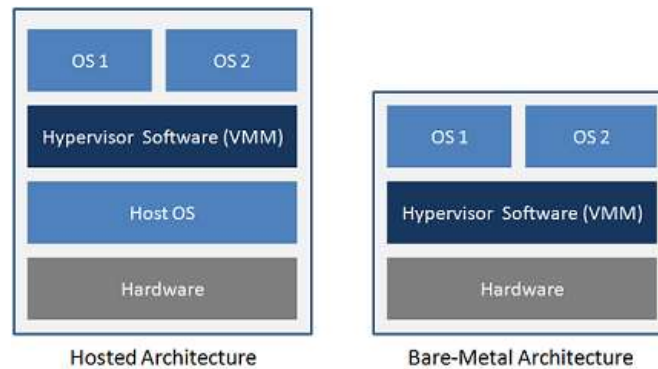 OS 1
OS 2
Hypervisor Software (VMM)
Host OS
Hardware
Hosted Architecture
OS 1
OS 2
Hypervisor Software (VMM)
Hardware
Bare-Metal Architecture